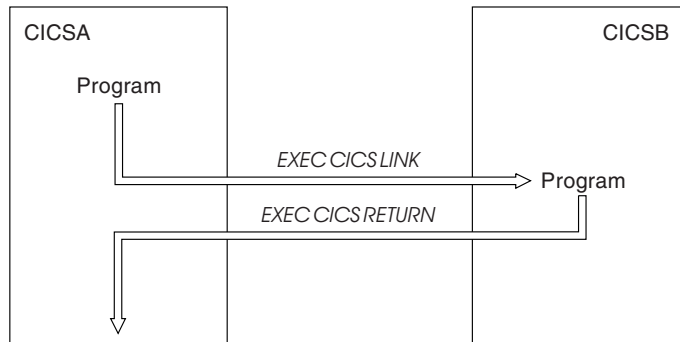 CICSA
CICSB
Program
EXEC CICS LINK
Program
EXEC CICS RETURN